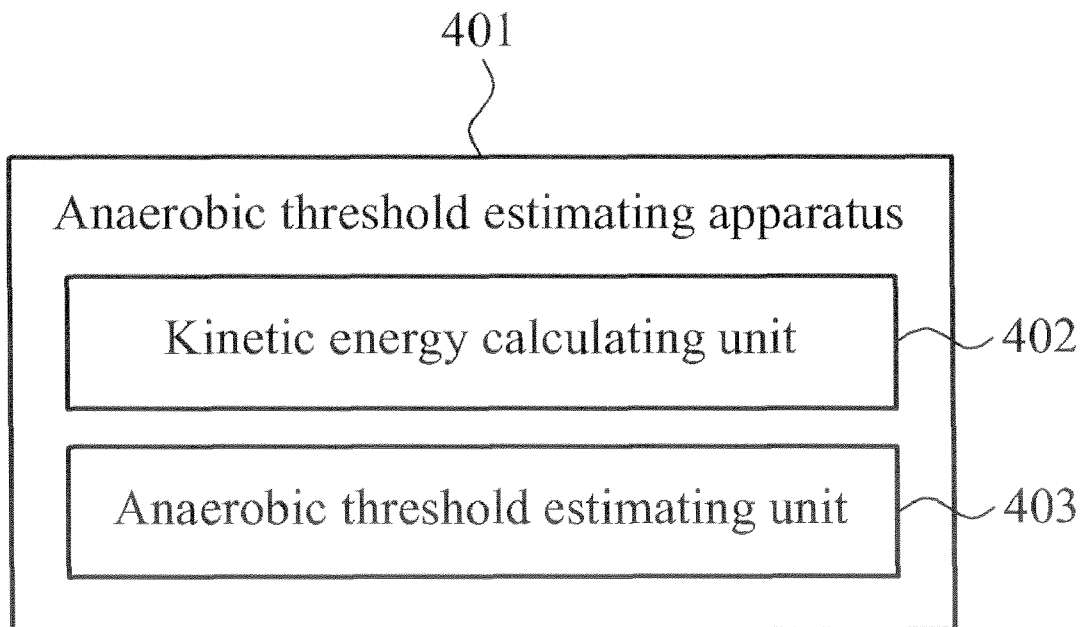 401
Anaerobic threshold estimating apparatus
Kinetic energy calculating unit
402
Anaerobic threshold estimating unit
403